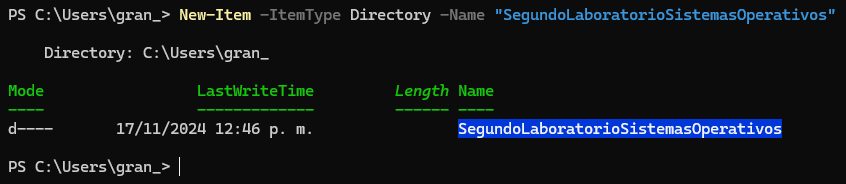 PS C:\Users\gran_> New-Item -ItemType Directory -Name "SegundoLaboratorioSistemasOperativos"
Directory: C:\Users\gran_
Mode LastWriteTime Length Name
---- ------------- ------ ----
d---- 17/11/2024 12:46 p. m. SegundoLaboratorioSistemasOperativos
PS C:\Users\gran_>